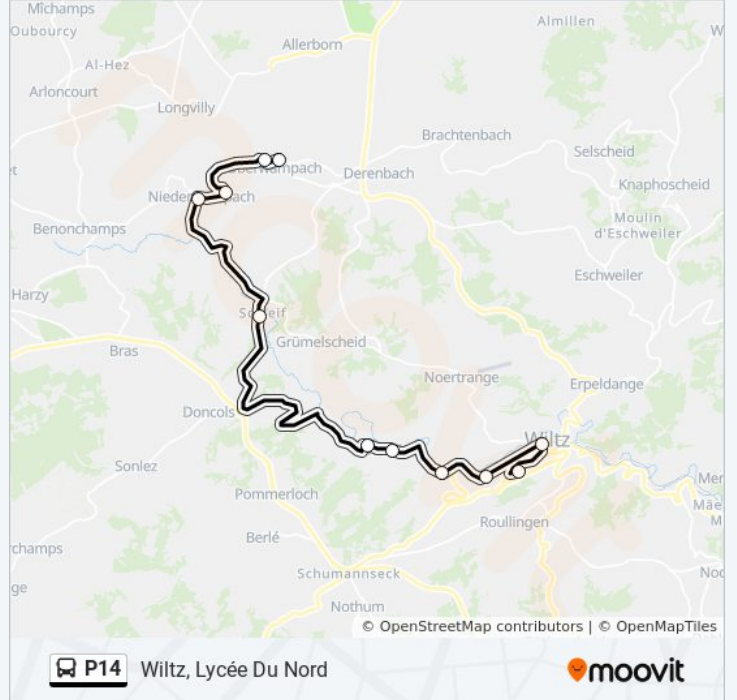 Michamps
Oubourcy
Almillen
Allerborn
Al-Hez
Arloncourt
Longvilly
Brachtenbach
Selscheid
Derenbach
Knaphoscheid
Moulin
d'Eschweiler
Benonchamps
Eschweiler
Harzy
Grümelscheid
Bras
Noertrange
Erpeldange
Doncols
Wiltz
Sonlez
Pommerloch
Roullingen
Berlé
Schumannseck
Nothum
© OpenStreetMap contributors | © OpenMapTiles
P14 Wiltz, Lycée Du Nord
moovit